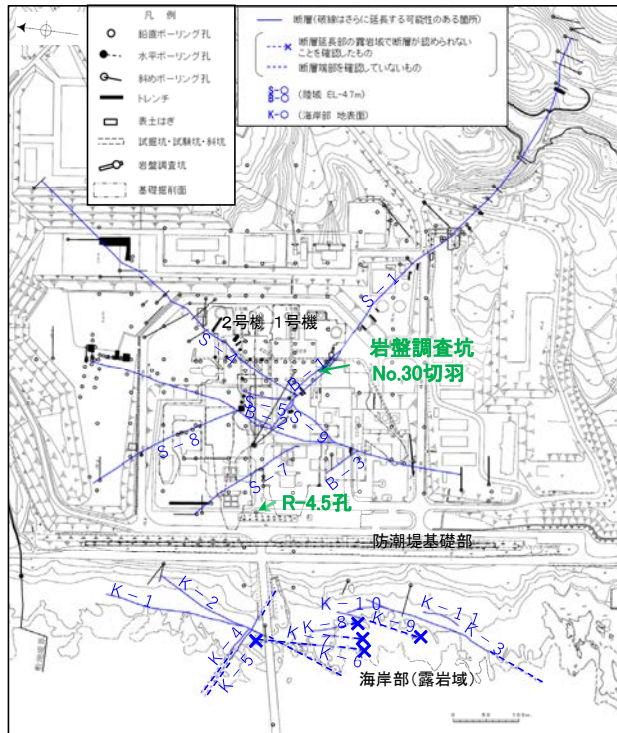 凡 例
鉛直ボーリング孔
水平ボーリング孔
斜めボーリング孔
トレンチ
表土はぎ
試掘坑・試験坑・斜坑
岩盤調査坑
基礎掘削面
断層(破線はさらに延長する可能性のある箇所)
断層延長部の露岩域で断層が認められない
ことを確認したもの
断層端部を確認していないもの
S-○
B-○
(陸域 EL-4.7m)
K-○
(海岸部 地表面)
S-1
2号機
1号機
S-4
B-1
岩盤調査坑
No.30切羽
S-5
B-2
S-9
S-8
S-7
B-3
R-4.5孔
防潮堤基礎部
K-1
K-2
K-10
K-11
K-8
K-9
K-4
K-7
K-3
K-5
K-6
海岸部(露岩域)